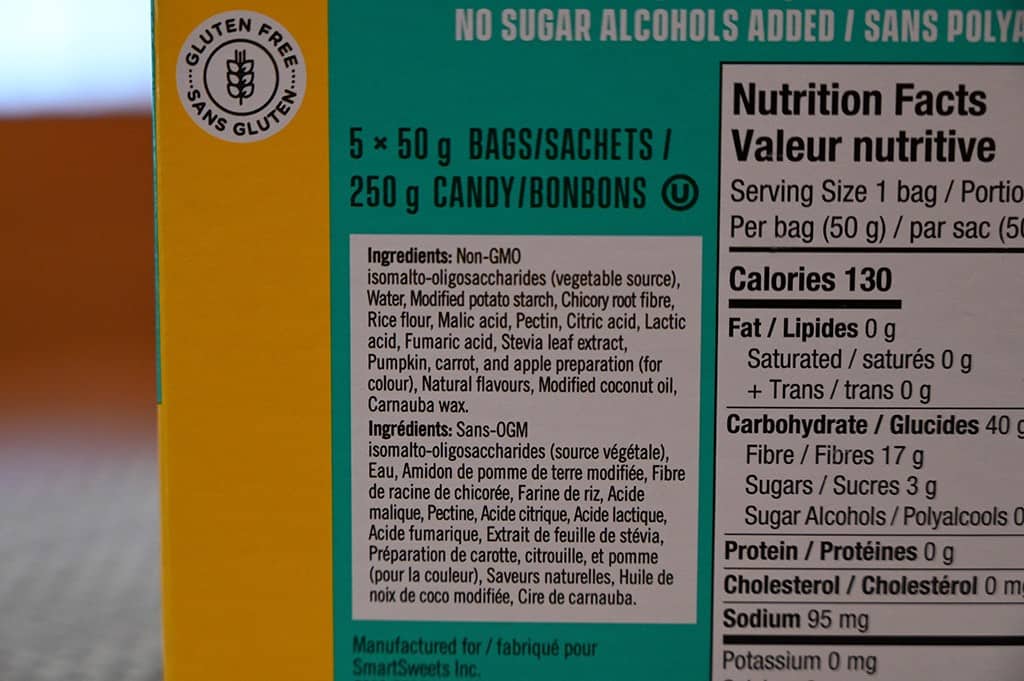 GLUTEN FREE
SANS GLUTEN
NO SUGAR ALCOHOLS ADDED / SANS POLYA
5 × 50 g BAGS/SACHETS /
250 g CANDY/BONBONS U
Ingredients: Non-GMO
isomalto-oligosaccharides (vegetable source),
Water, Modified potato starch, Chicory root fibre,
Rice flour, Malic acid, Pectin, Citric acid, Lactic
acid, Fumaric acid, Stevia leaf extract,
Pumpkin, carrot, and apple preparation (for
colour), Natural flavours, Modified coconut oil,
Carnauba wax.
Ingrédients: Sans-OGM
isomalto-oligosaccharides (source végétale),
Eau, Amidon de pomme de terre modifiée, Fibre
de racine de chicorée, Farine de riz, Acide
malique, Pectine, Acide citrique, Acide lactique,
Acide fumarique, Extrait de feuille de stévia,
Préparation de carotte, citrouille, et pomme
(pour la couleur), Saveurs naturelles, Huile de
noix de coco modifiée, Cire de carnauba.
Manufactured for / fabriqué pour
SmartSweets Inc.
Nutrition Facts
Valeur nutritive
Serving Size 1 bag / Portio
Per bag (50 g) / par sac (50
Calories 130
Fat / Lipides 0 g
Saturated / saturés 0 g
+ Trans / trans 0 g
Carbohydrate / Glucides 40 g
Fibre / Fibres 17 g
Sugars / Sucres 3 g
Sugar Alcohols / Polyalcools 0
Protein / Protéines 0 g
Cholesterol / Cholestérol 0 mg
Sodium 95 mg
Potassium 0 mg